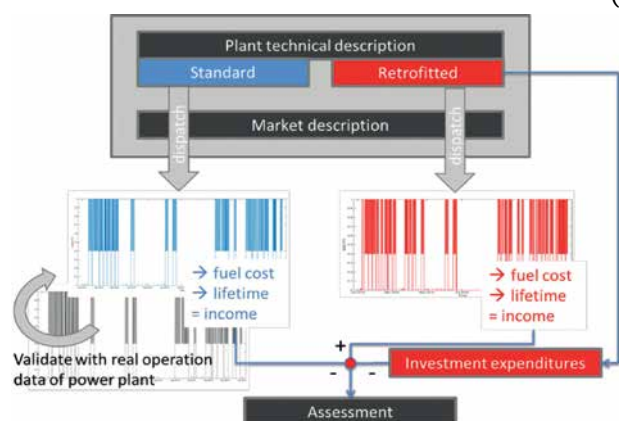 (
Plant technical description
Standard
Retrofitted
dispatch
dispatch
Market description
→ fuel cost
→ lifetime
= income
→ fuel cost
→ lifetime
= income
Validate with real operation
data of power plant
+
-
-
Investment expenditures
Assessment